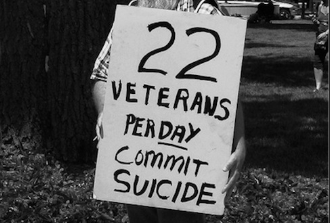 22
VETERANS
PER DAY
COMMIT
SUICIDE